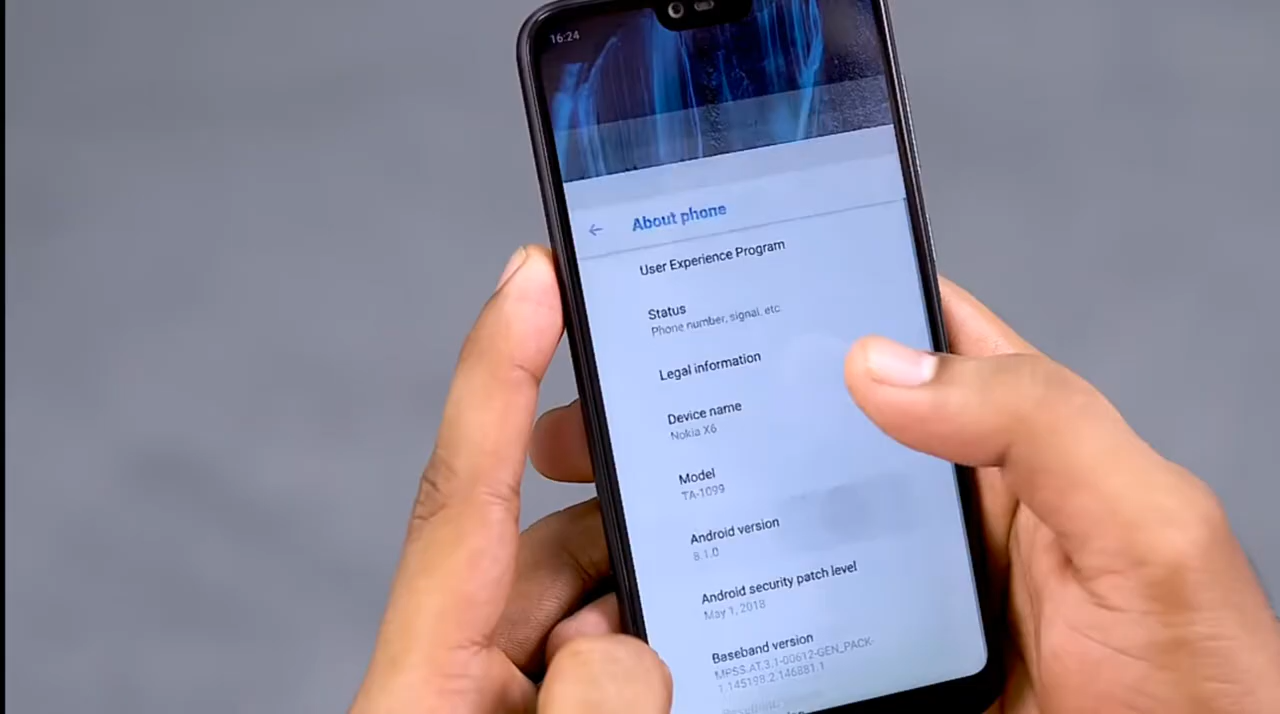 16:24
About phone
User Experience Program
Status
Phone number, signal, etc.
Legal information
Device name
Nokia X6
Model
TA-1099
Android version
8.1.0
Android security patch level
May 1, 2018
Baseband version
MPSS.AT.3.1-00612-GEN_PACK-
1.145198.2.146881.1